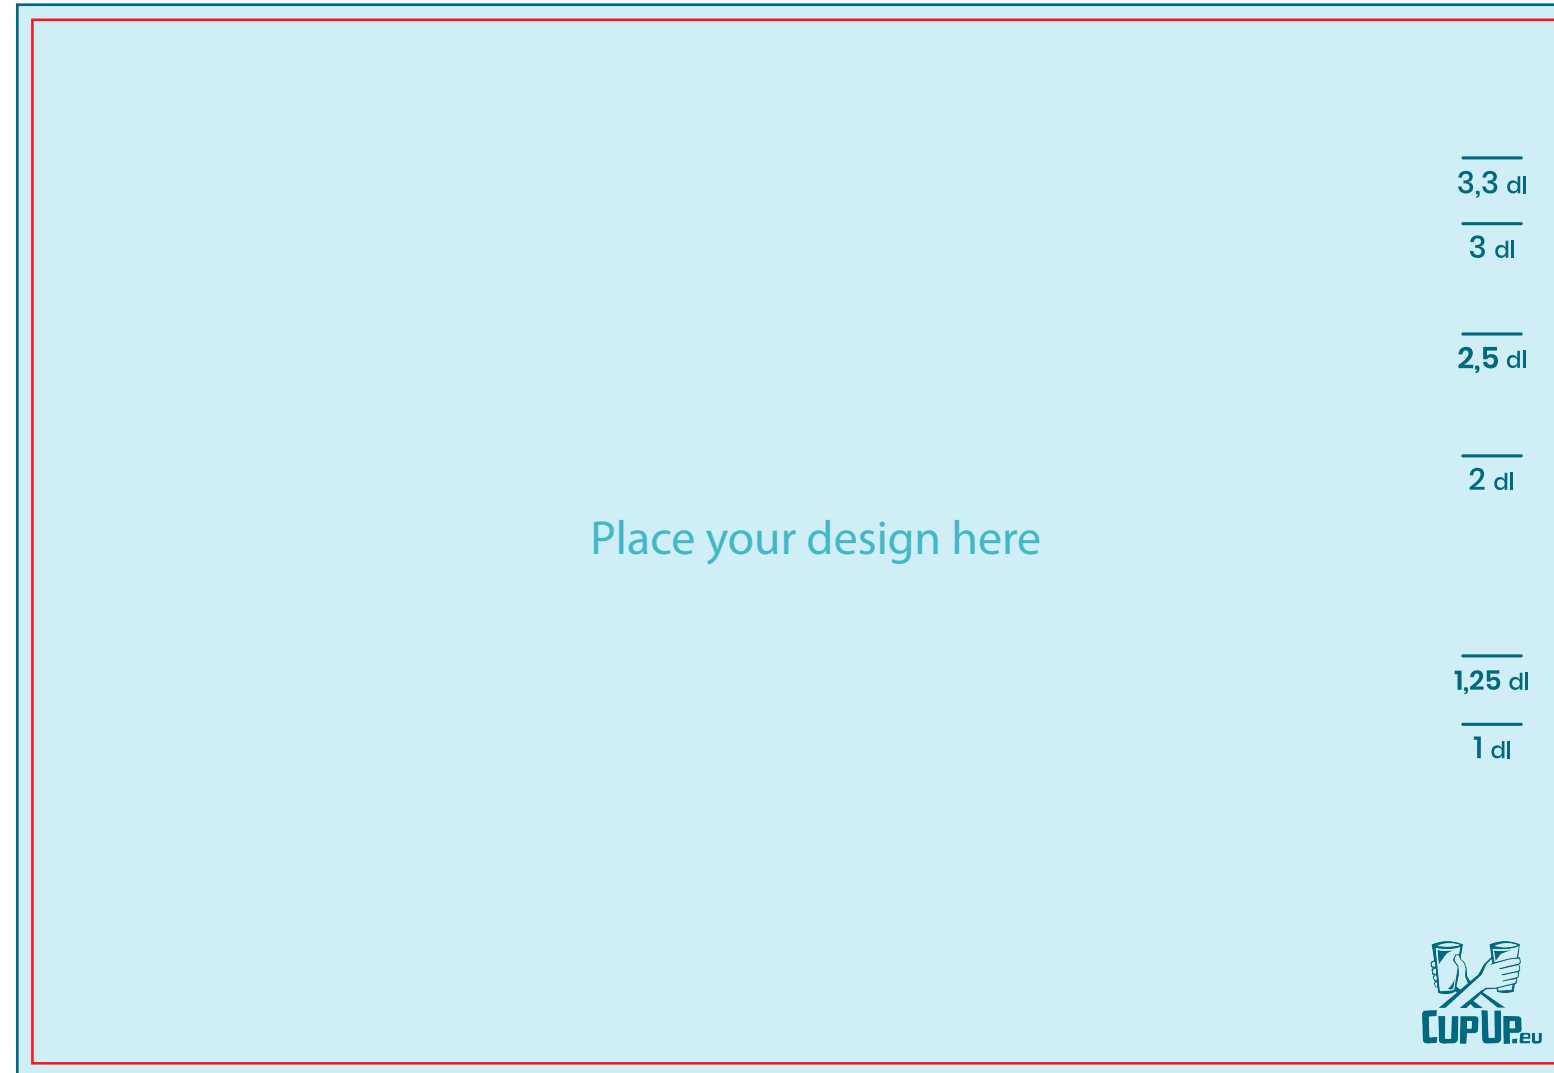 3,3 dl
3 dl
2,5 dl
2 dl
Place your design here
1,25 dl
1 dl
CUPUP.eu